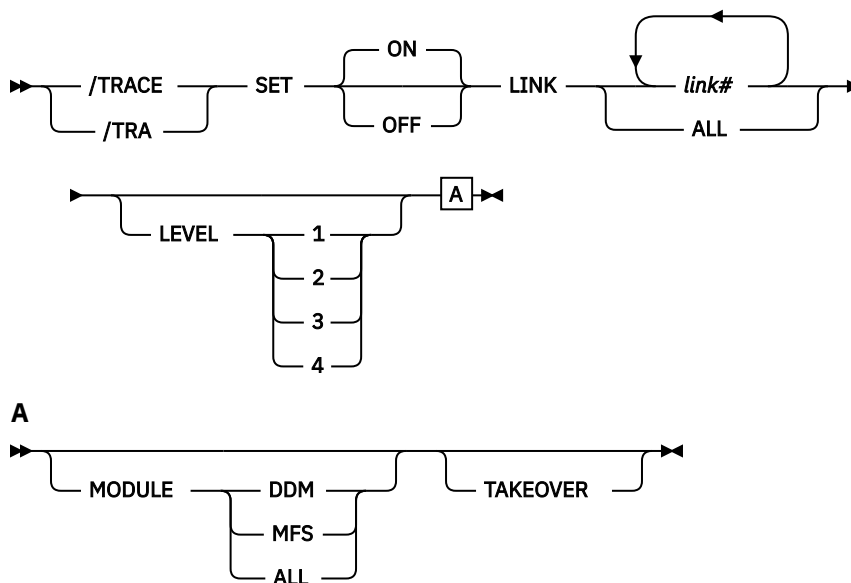 ON
/TRACE SET LINK link#
/TRA OFF ALL
A
LEVEL 1
2
3
4
A
MODULE DDM TAKEOVER
MFS
ALL